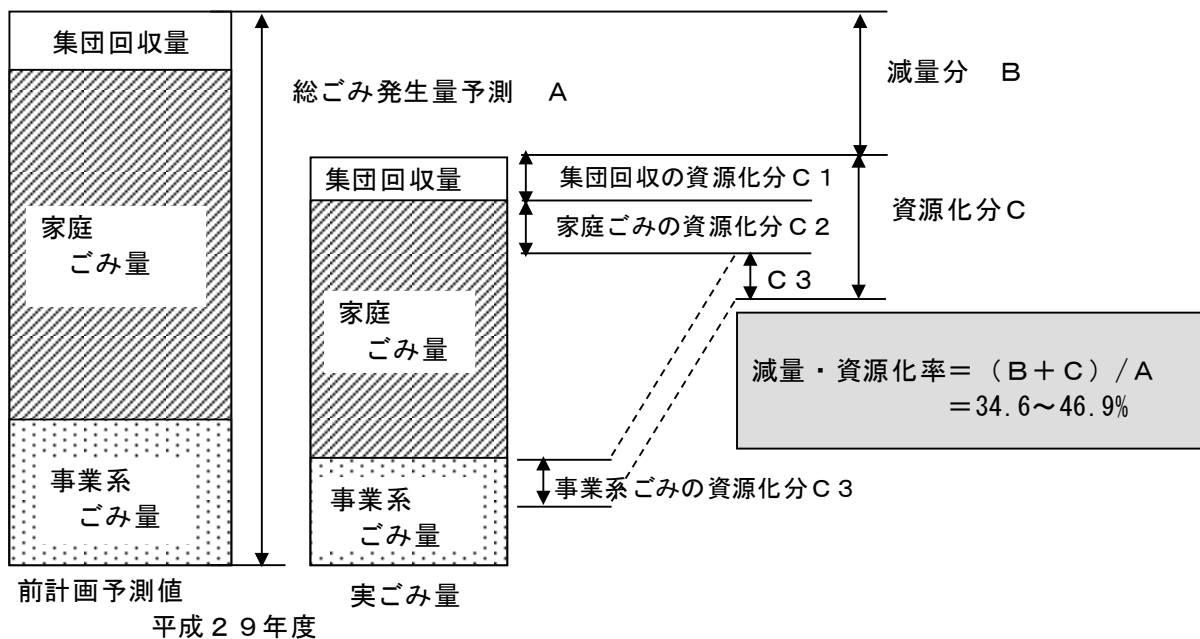 集団回収量
家庭
ごみ量
事業系
ごみ量
前計画予測値
総ごみ発生量予測　A
集団回収量
家庭
ごみ量
事業系
ごみ量
実ごみ量
平成２９年度
減量分　B
集団回収の資源化分C１
家庭ごみの資源化分C２
C３
資源化分C
事業系ごみの資源化分C３
減量・資源化率＝（B＋C）/A
＝34.6～46.9%